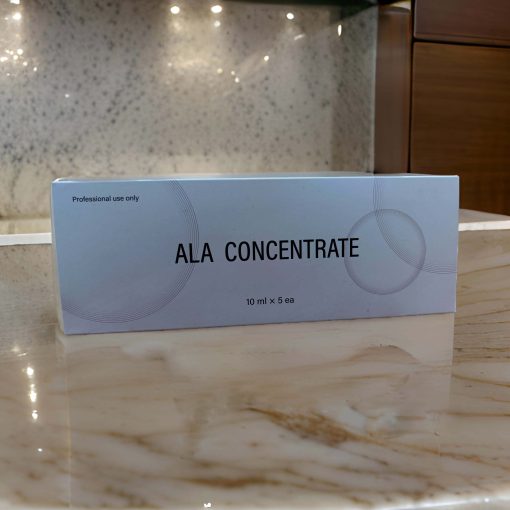 Professional use only
ALA CONCENTRATE
10 ml × 5 ea